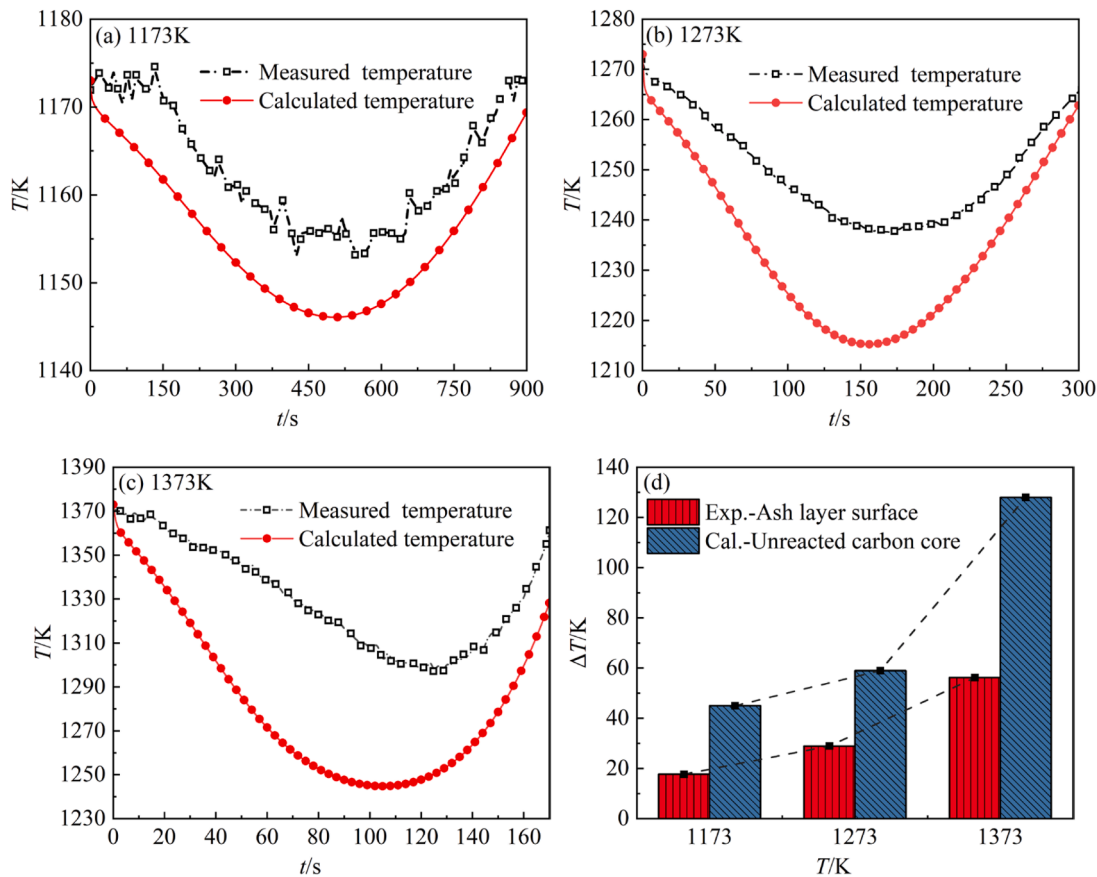 (a) 1173K
Measured temperature
Calculated temperature
1180
1170
1160
1150
1140
T/K
0 150 300 450 600 750 900
t/s
(b) 1273K
Measured temperature
Calculated temperature
1280
1270
1260
1250
1240
1230
1220
1210
T/K
0 50 100 150 200 250 300
t/s
(c) 1373K
Measured temperature
Calculated temperature
1390
1370
1350
1330
1310
1290
1270
1250
1230
T/K
0 20 40 60 80 100 120 140 160
t/s
(d)
Exp.-Ash layer surface
Cal.-Unreacted carbon core
140
120
100
80
60
40
20
0
ΔT/K
1173 1273 1373
T/K